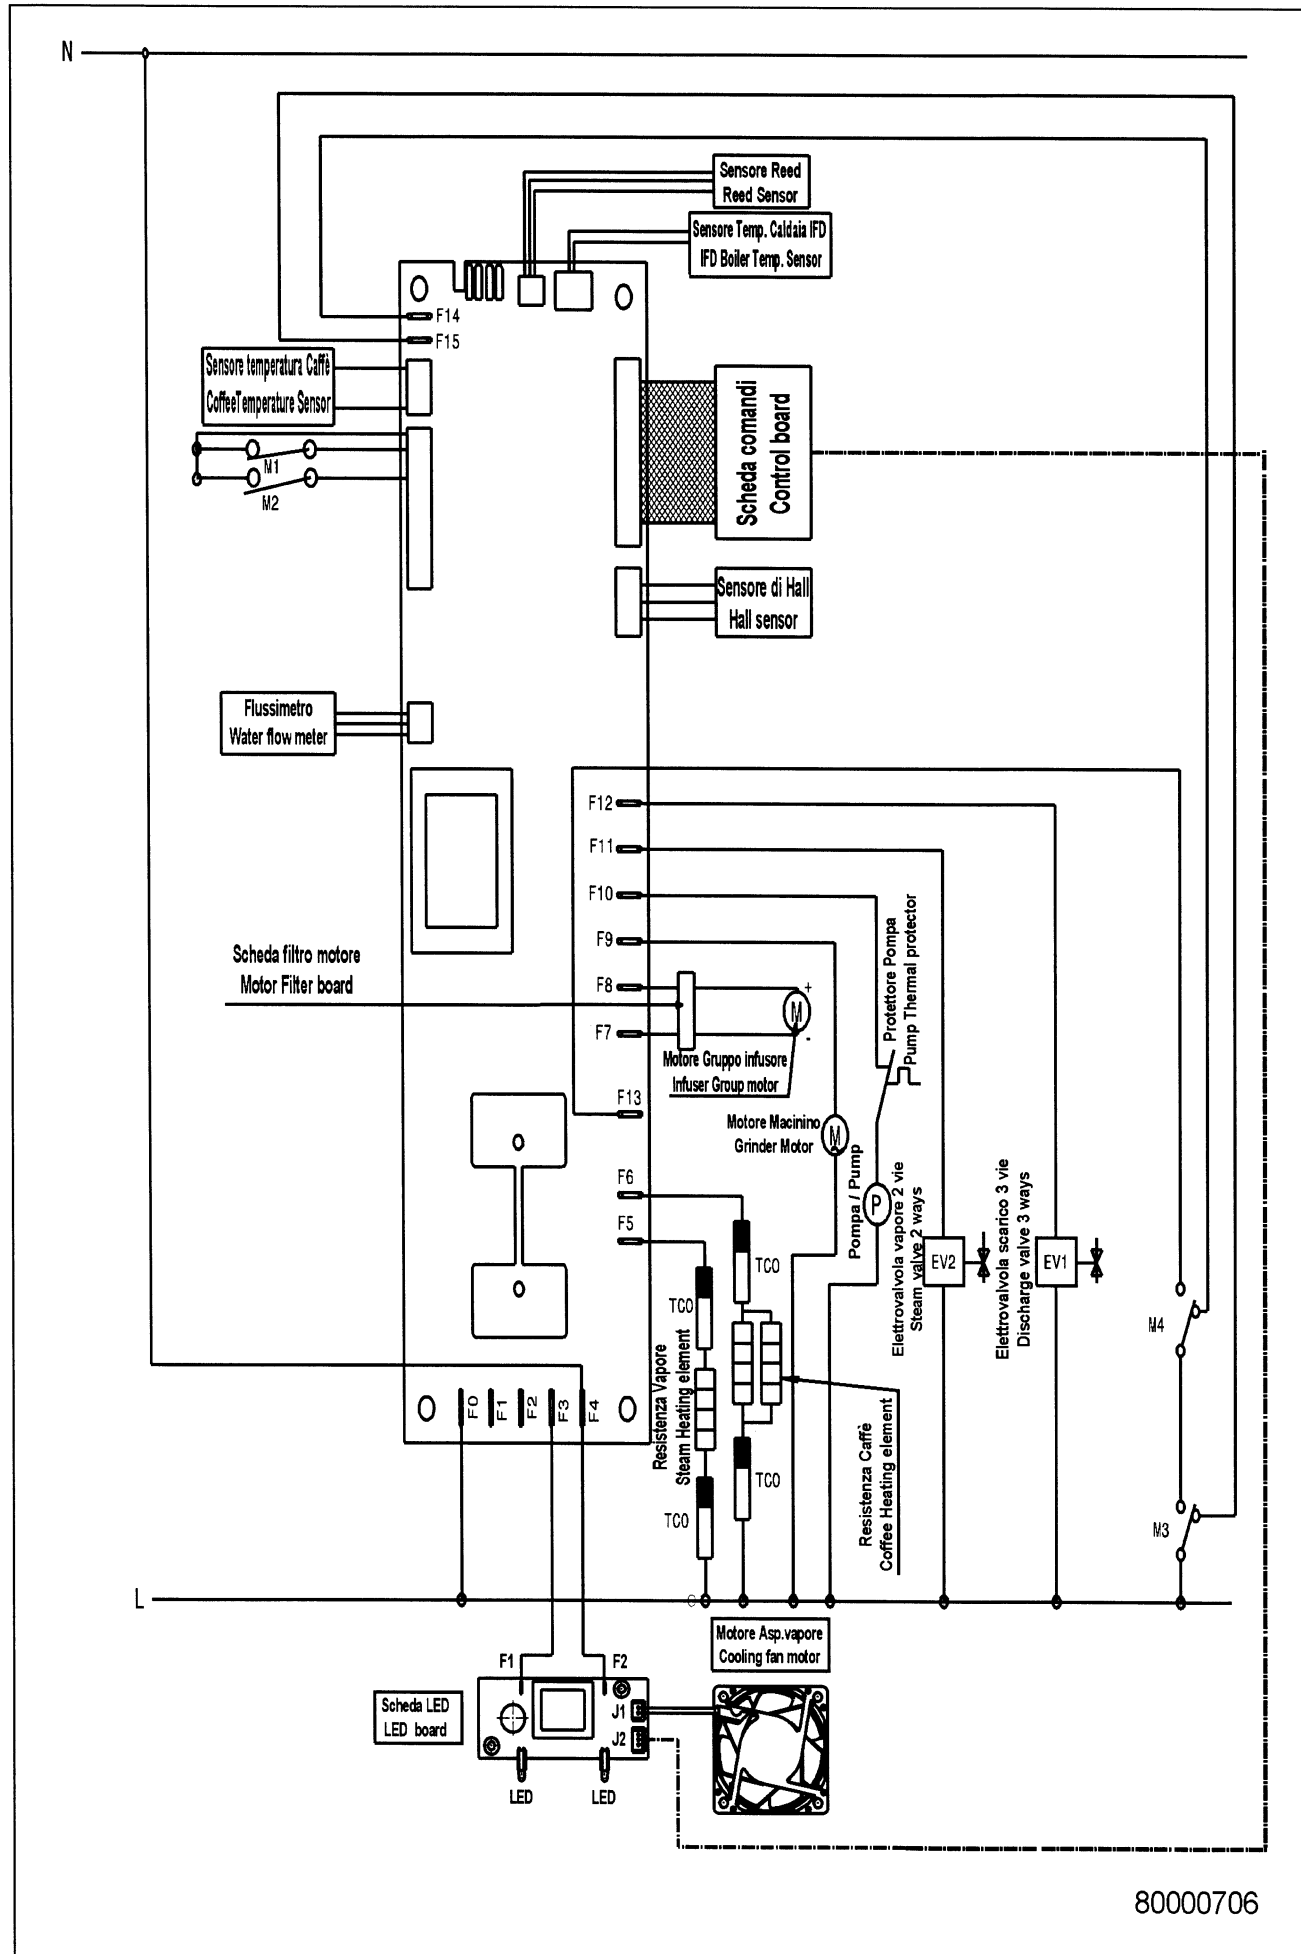 N
Sensore Reed
Reed Sensor
Sensore Temp. Caldaia IFD
IFD Boiler Temp. Sensor
F14
F15
Sensore temperatura Caffè
CoffeeTemperature Sensor
M1
M2
Scheda comandi
Control board
Sensore di Hall
Hall sensor
Flussimetro
Water flow meter
F12
F11
F10
F9
F8
F7
Scheda filtro motore
Motor Filter board
M
+
-
Protettore Pompa
Pump Thermal protector
Motore Gruppo infusore
Infuser Group motor
F13
Motore Macinino
Grinder Motor
M
F6
F5
Pompa / Pump
P
Elettrovalvola vapore 2 vie
Steam valve 2 ways
EV2
Elettrovalvola scarico 3 vie
Discharge valve 3 ways
EV1
TCO
TCO
M4
Resistenza Vapore
Steam Heating element
F0
F1
F2
F3
F4
TCO
TCO
Resistenza Caffè
Coffee Heating element
M3
L
Motore Asp.vapore
Cooling fan motor
F1
F2
Scheda LED
LED board
J1
J2
LED
LED
80000706